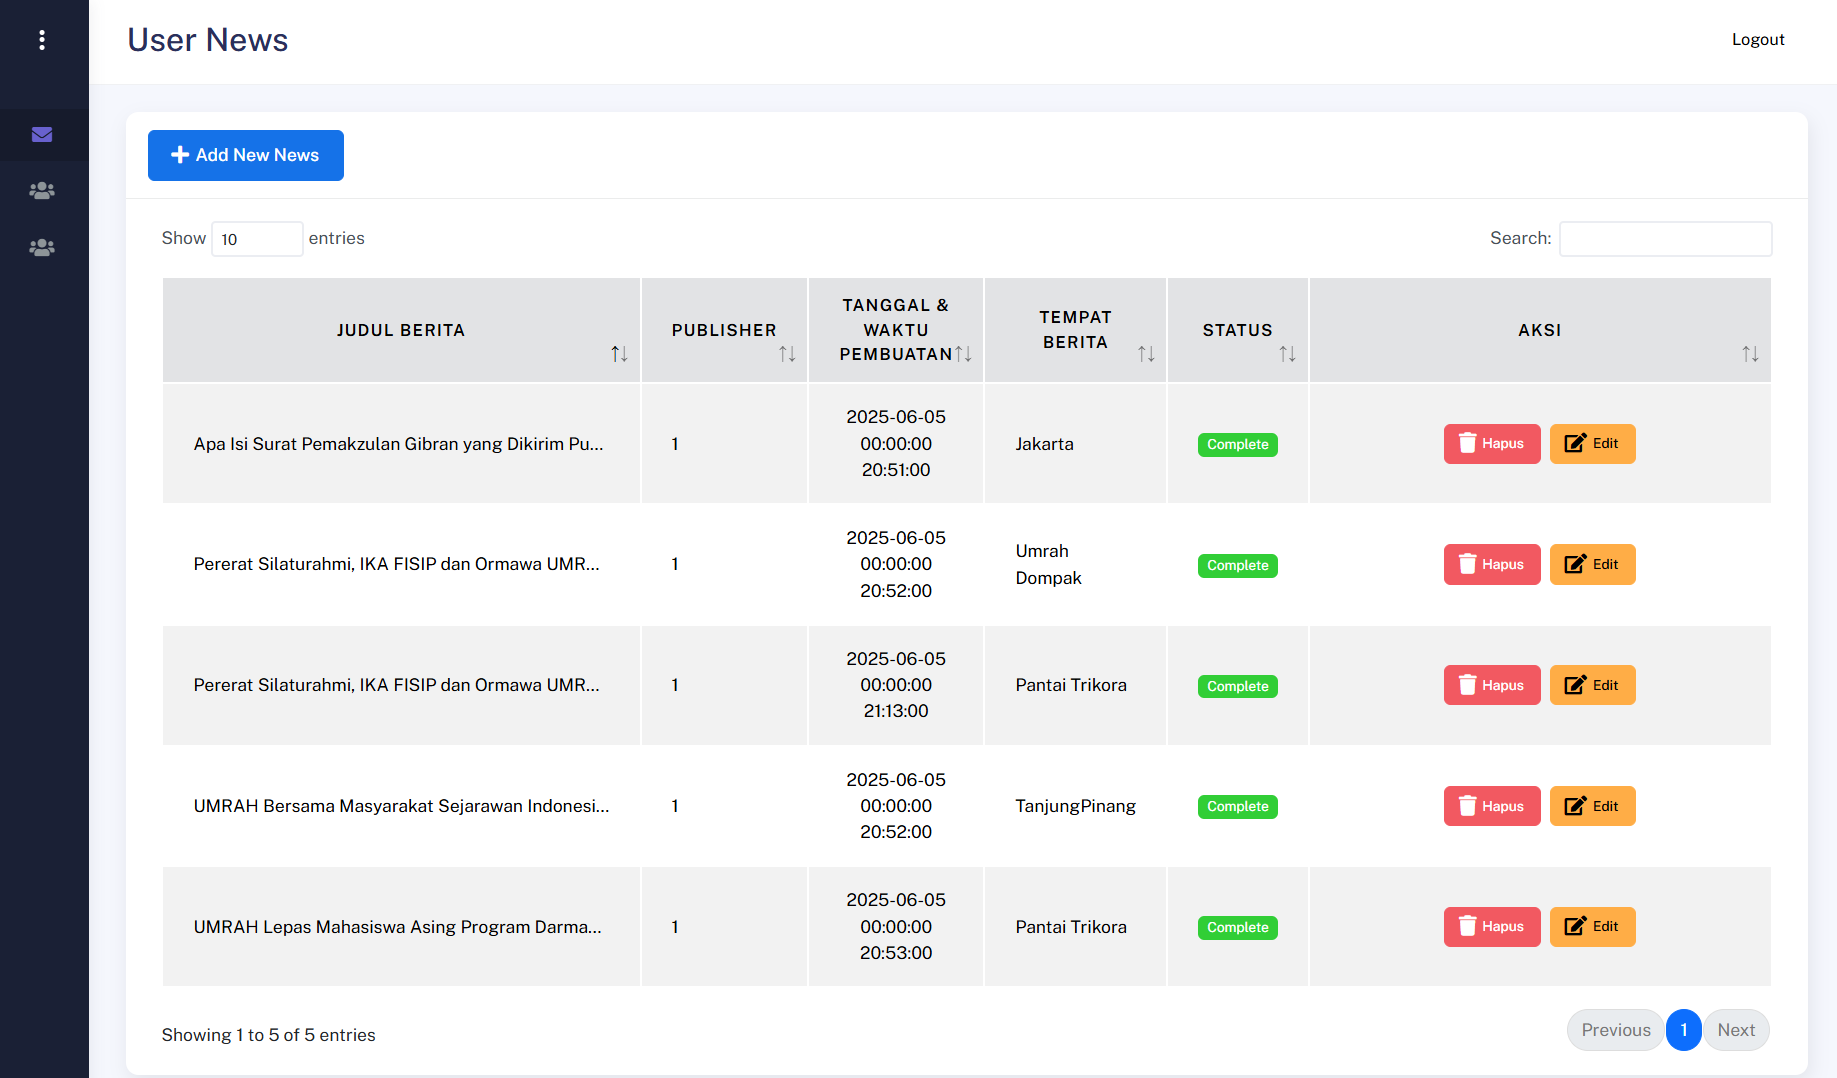 User News
Logout
Add New News
Show 10 entries
Search:
JUDUL BERITA
PUBLISHER
TANGGAL &
WAKTU
PEMBUATAN
TEMPAT
BERITA
STATUS
AKSI
Apa Isi Surat Pemakzulan Gibran yang Dikirim Pu...
1
2025-06-05
00:00:00
20:51:00
Jakarta
Complete
Hapus
Edit
Pererat Silaturahmi, IKA FISIP dan Ormawa UMR...
1
2025-06-05
00:00:00
20:52:00
Umrah
Dompak
Complete
Hapus
Edit
Pererat Silaturahmi, IKA FISIP dan Ormawa UMR...
1
2025-06-05
00:00:00
21:13:00
Pantai Trikora
Complete
Hapus
Edit
UMRAH Bersama Masyarakat Sejarawan Indonesi...
1
2025-06-05
00:00:00
20:52:00
TanjungPinang
Complete
Hapus
Edit
UMRAH Lepas Mahasiswa Asing Program Darma...
1
2025-06-05
00:00:00
20:53:00
Pantai Trikora
Complete
Hapus
Edit
Showing 1 to 5 of 5 entries
Previous 1 Next